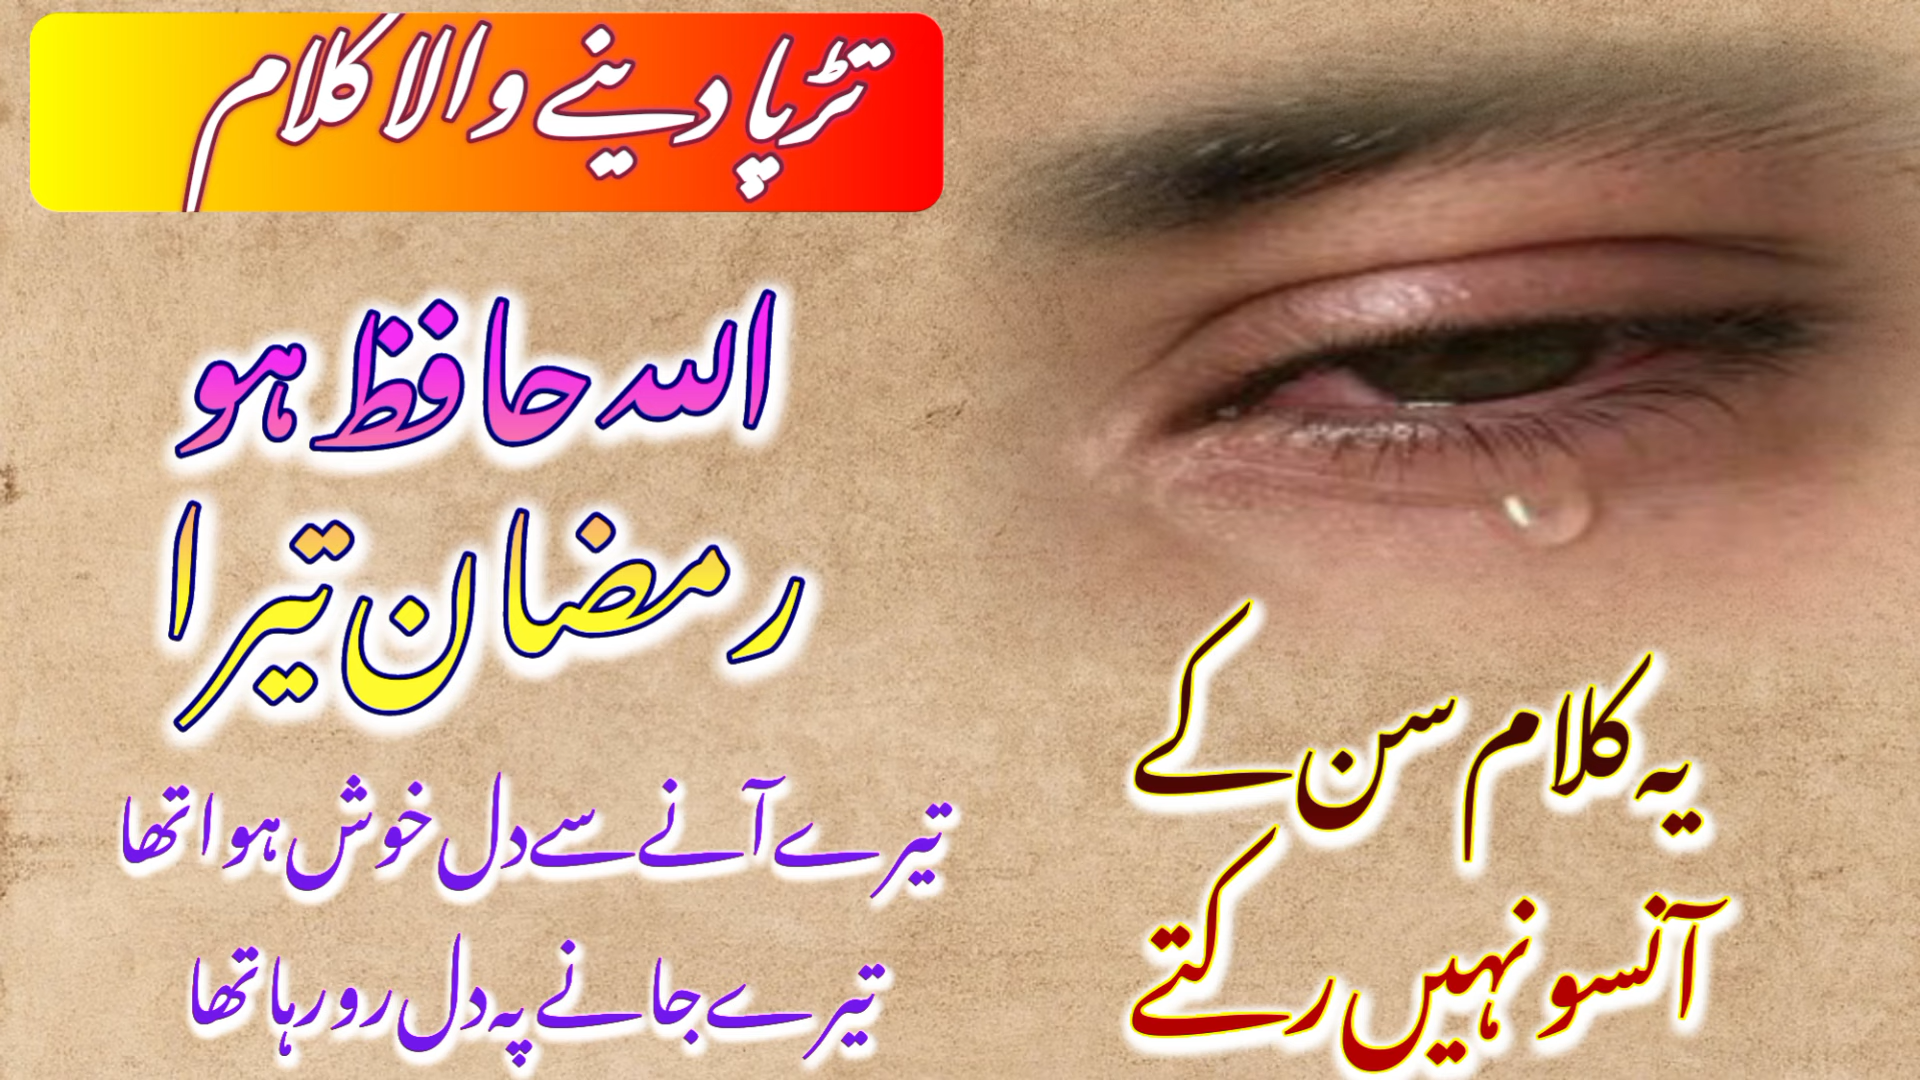 تڑپا دینے والا کلام
اللہ حافظ ہو
رمضان تیرا
تیرے آنے سے دل خوش ہوا تھا
تیرے جانے پہ دل رو رہا تھا
یہ کلام سن کے
آنسو نہیں رکتے